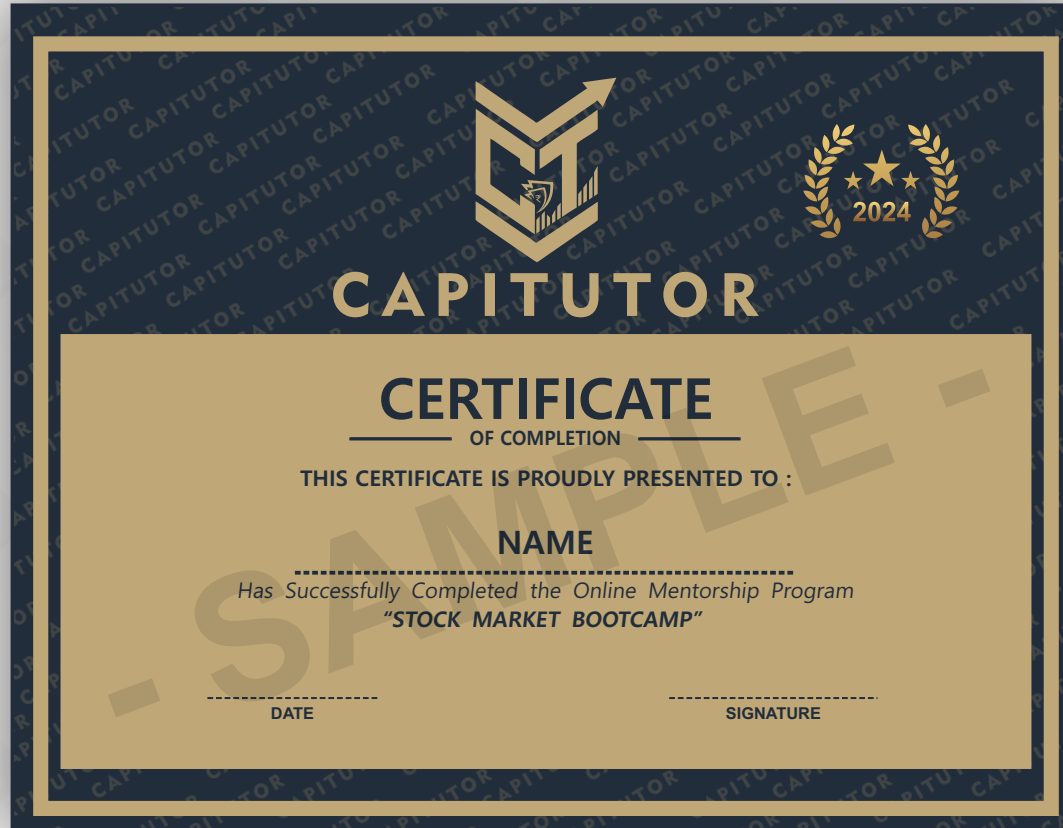 2024
CAPITUTOR
CERTIFICATE
OF COMPLETION
THIS CERTIFICATE IS PROUDLY PRESENTED TO :
NAME
Has Successfully Completed the Online Mentorship Program
“STOCK MARKET BOOTCAMP”
- SAMPLE -
DATE
SIGNATURE